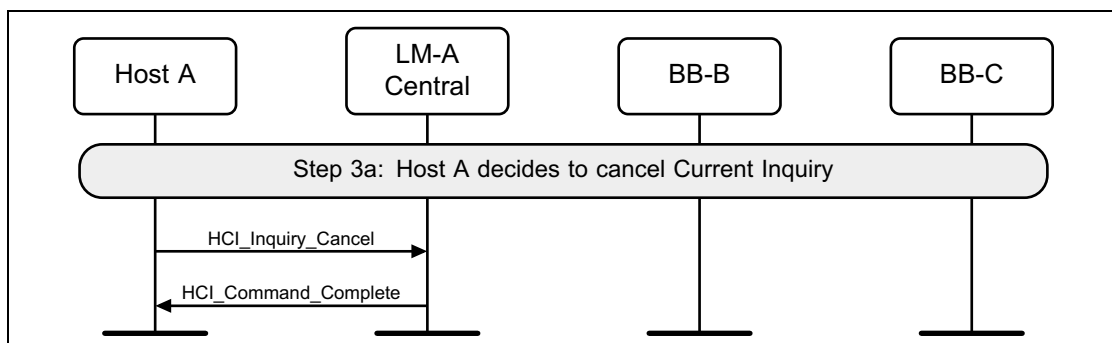 Host A
LM-A
Central
BB-B
BB-C
Step 3a: Host A decides to cancel Current Inquiry
HCI_Inquiry_Cancel
HCI_Command_Complete